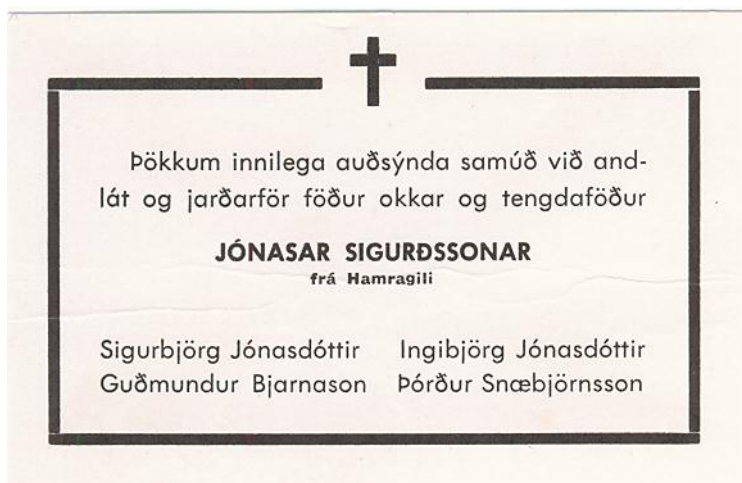 Þökkum innilega auðsýnda samúð við and-
lát og jarðarför föður okkar og tengdaföður
JÓNASAR SIGURÐSSONAR
frá Hamragili
Sigurbjörg Jónasdóttir Ingibjörg Jónasdóttir
Guðmundur Bjarnason Þórður Snæbjörnsson